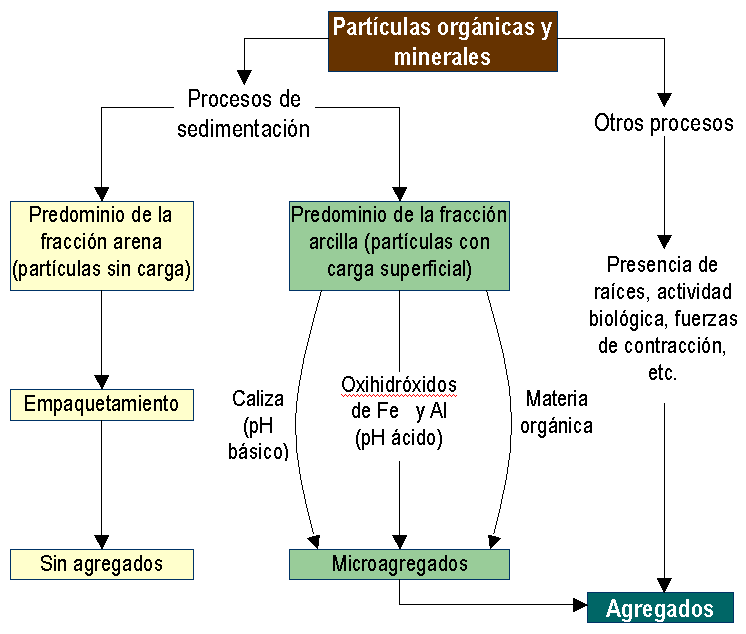 Partículas orgánicas y
minerales
Procesos de
sedimentación
Otros procesos
Predominio de la
fracción arena
(partículas sin carga)
Predominio de la fracción
arcilla (partículas con
carga superficial)
Presencia de
raíces, actividad
biológica, fuerzas
de contracción,
etc.
Empaquetamiento
Caliza
(pH
básico)
Oxihidróxidos
de Fe y Al
(pH ácido)
Materia
orgánica
Sin agregados
Microagregados
Agregados